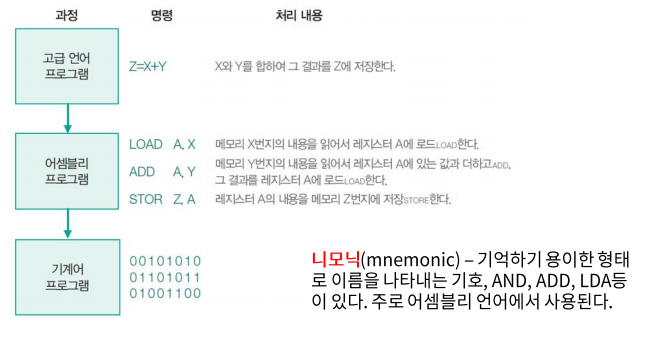 과정 명령 처리 내용
고급 언어
프로그램
Z=X+Y X와 Y를 합하여 그 결과를 Z에 저장한다.
어셈블리
프로그램
LOAD A, X 메모리 X번지의 내용을 읽어서 레지스터 A에 로드LOAD한다.
ADD A, Y 메모리 Y번지의 내용을 읽어서 레지스터 A에 있는 값과 더하고ADD,
그 결과를 레지스터 A에 로드LOAD한다.
STOR Z, A 레지스터 A의 내용을 메모리 Z번지에 저장STORE한다.
기계어
프로그램
00101010
01101011
01001100
니모닉(mnemonic) – 기억하기 용이한 형태
로 이름을 나타내는 기호, AND, ADD, LDA등
이 있다. 주로 어셈블리 언어에서 사용된다.